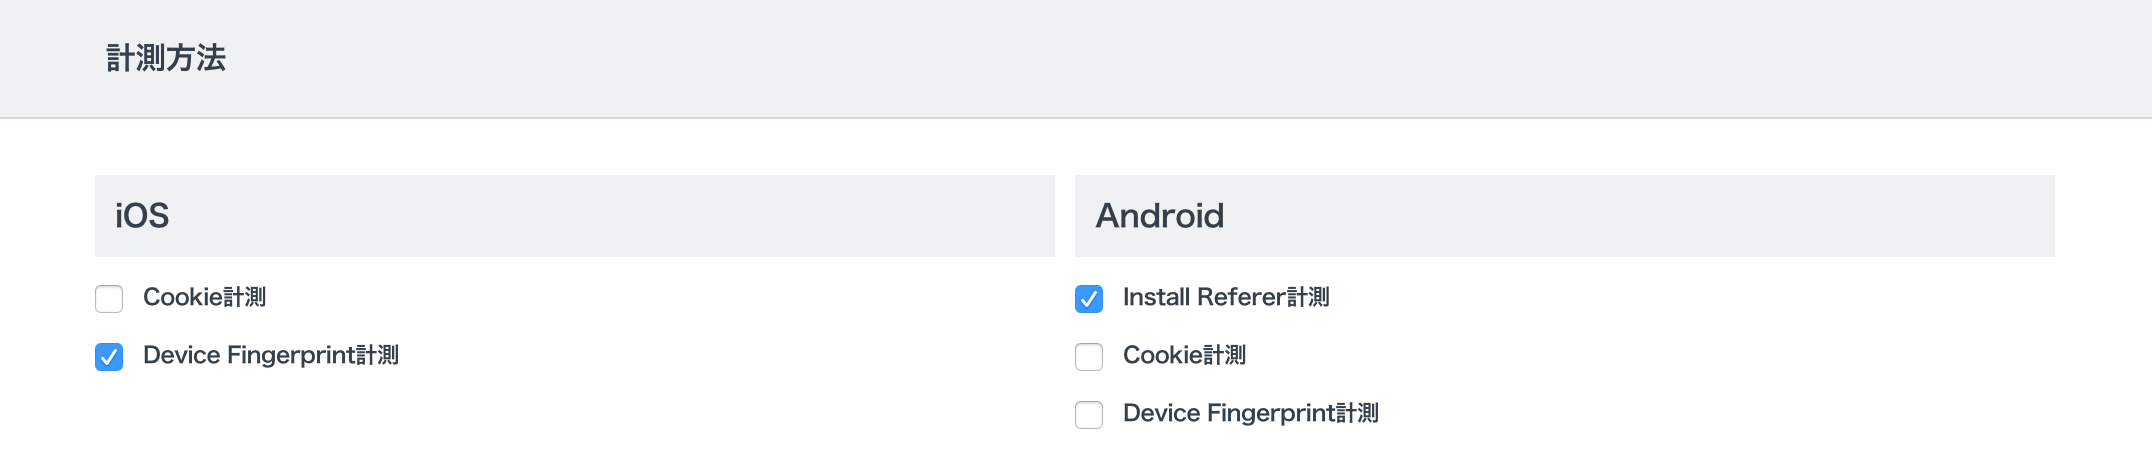 計測方法
iOS
Cookie計測
Device Fingerprint計測
Android
Install Referer計測
Cookie計測
Device Fingerprint計測